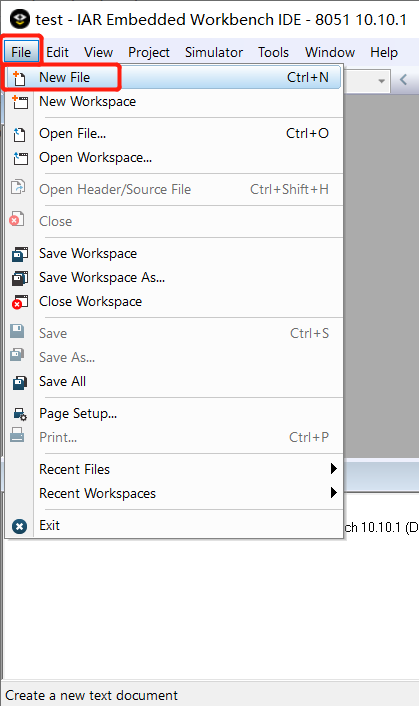 test - IAR Embedded Workbench IDE - 8051 10.10.1
File Edit View Project Simulator Tools Window Help
New File Ctrl+N
New Workspace
Open File... Ctrl+O
Open Workspace...
Open Header/Source File Ctrl+Shift+H
Close
Save Workspace
Save Workspace As...
Close Workspace
Save Ctrl+S
Save As...
Save All
Page Setup...
Print... Ctrl+P
Recent Files
Recent Workspaces
Exit
ch 10.10.1 (D
Create a new text document